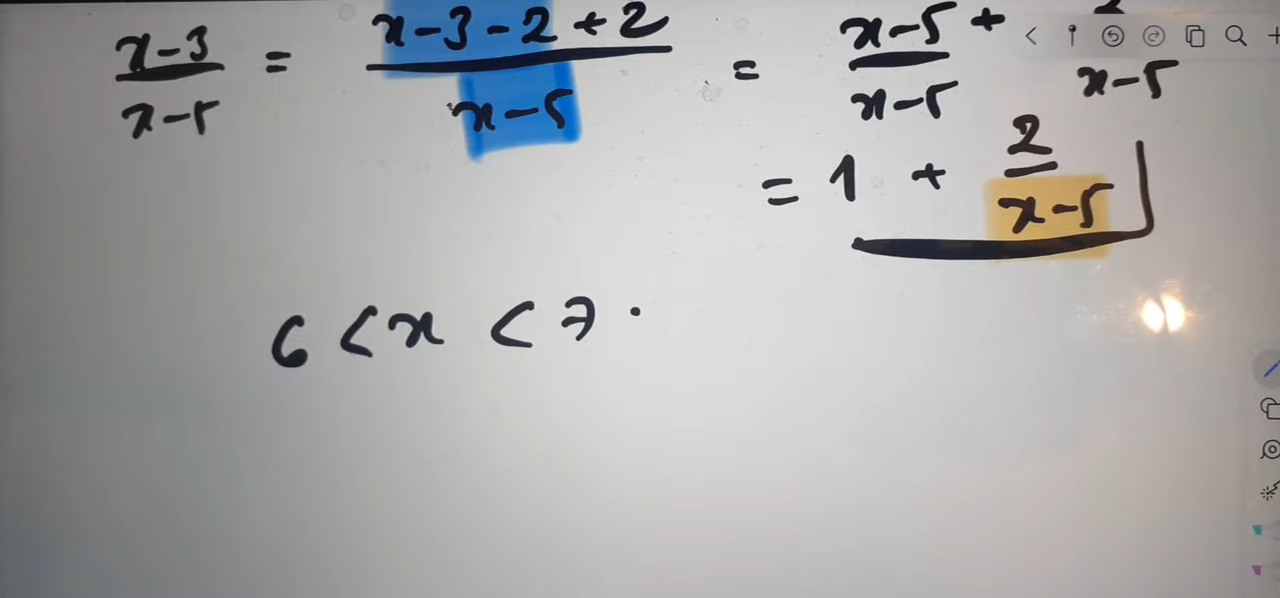 x-3/x-5 = x-3-2+2/x-5 = x-5/x-5 + 2/x-5
= 1 + 2/x-5
6 < x < 7.